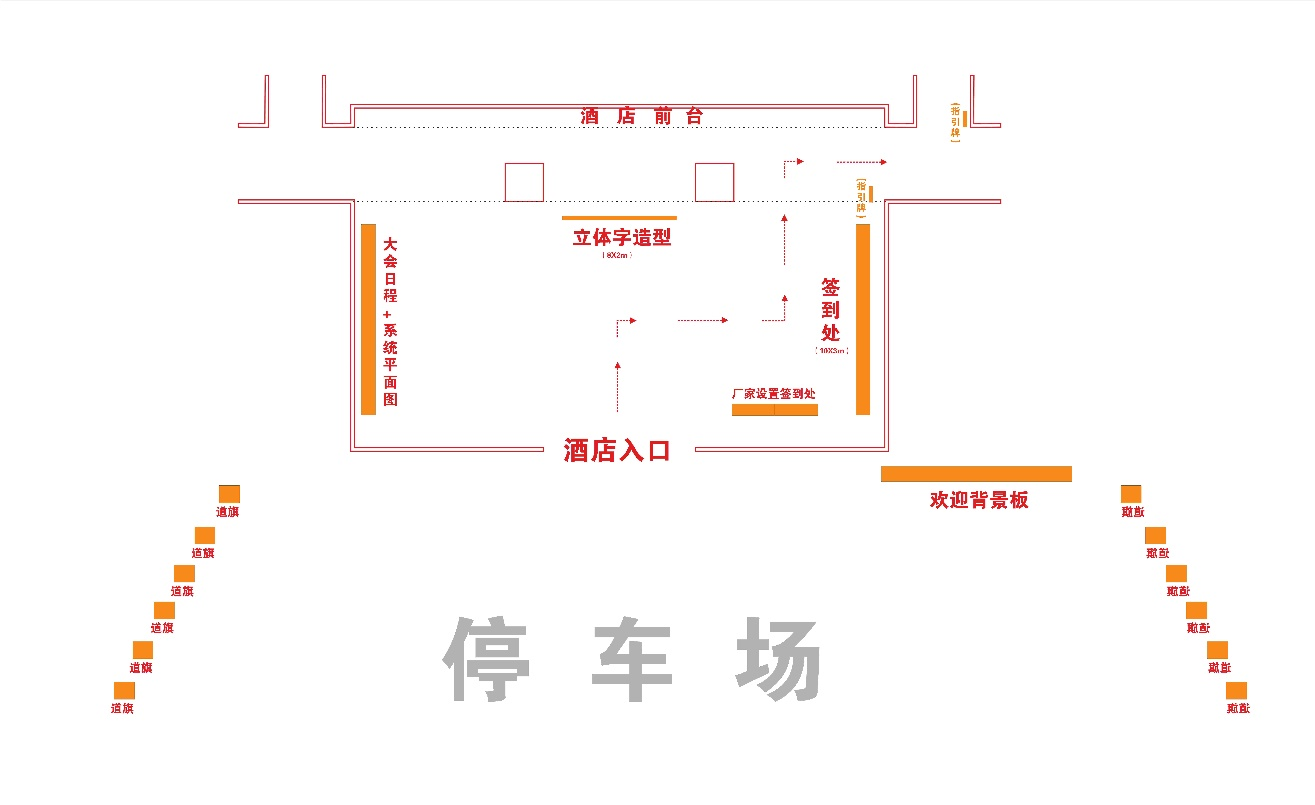 酒店前台
（指引牌）
（指引牌）
立体字造型
（8X2m）
大会日程+系统平面图
签到处
（10X3m）
厂家设置签到处
酒店入口
欢迎背景板
道旗
道旗
道旗
道旗
道旗
道旗
道旗
道旗
道旗
道旗
道旗
道旗
停车场